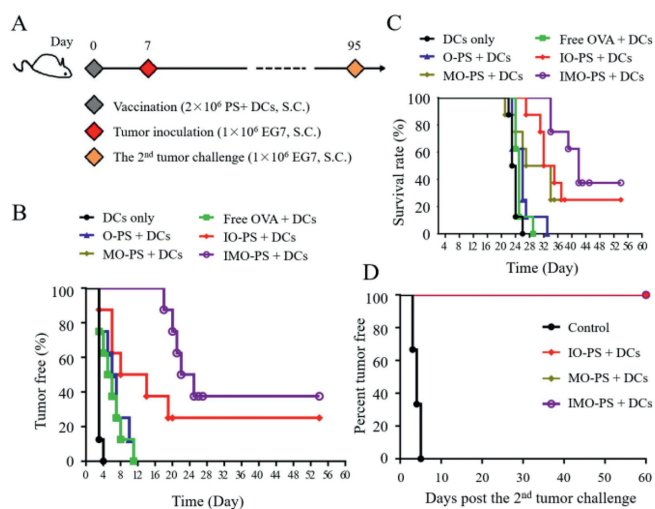 A
Day
0
7
95
Vaccination (2×10⁶ PS+ DCs, S.C.)
Tumor inoculation (1×10⁶ EG7, S.C.)
The 2nd tumor challenge (1×10⁶ EG7, S.C.)
B
DCs only
Free OVA + DCs
O-PS + DCs
IO-PS + DCs
MO-PS + DCs
IMO-PS + DCs
Tumor free (%)
100
80
60
40
20
0
0 4 8 12 16 20 24 28 32 36 40 44 48 52 56 60
Time (Day)
C
DCs only
Free OVA + DCs
O-PS + DCs
IO-PS + DCs
MO-PS + DCs
IMO-PS + DCs
Survival rate (%)
100
80
60
40
20
0
4 8 12 16 20 24 28 32 36 40 44 48 52 56 60
Time (Day)
D
Percent tumor free
100
80
60
40
20
0
Control
IO-PS + DCs
MO-PS + DCs
IMO-PS + DCs
0 20 40 60
Days post the 2nd tumor challenge